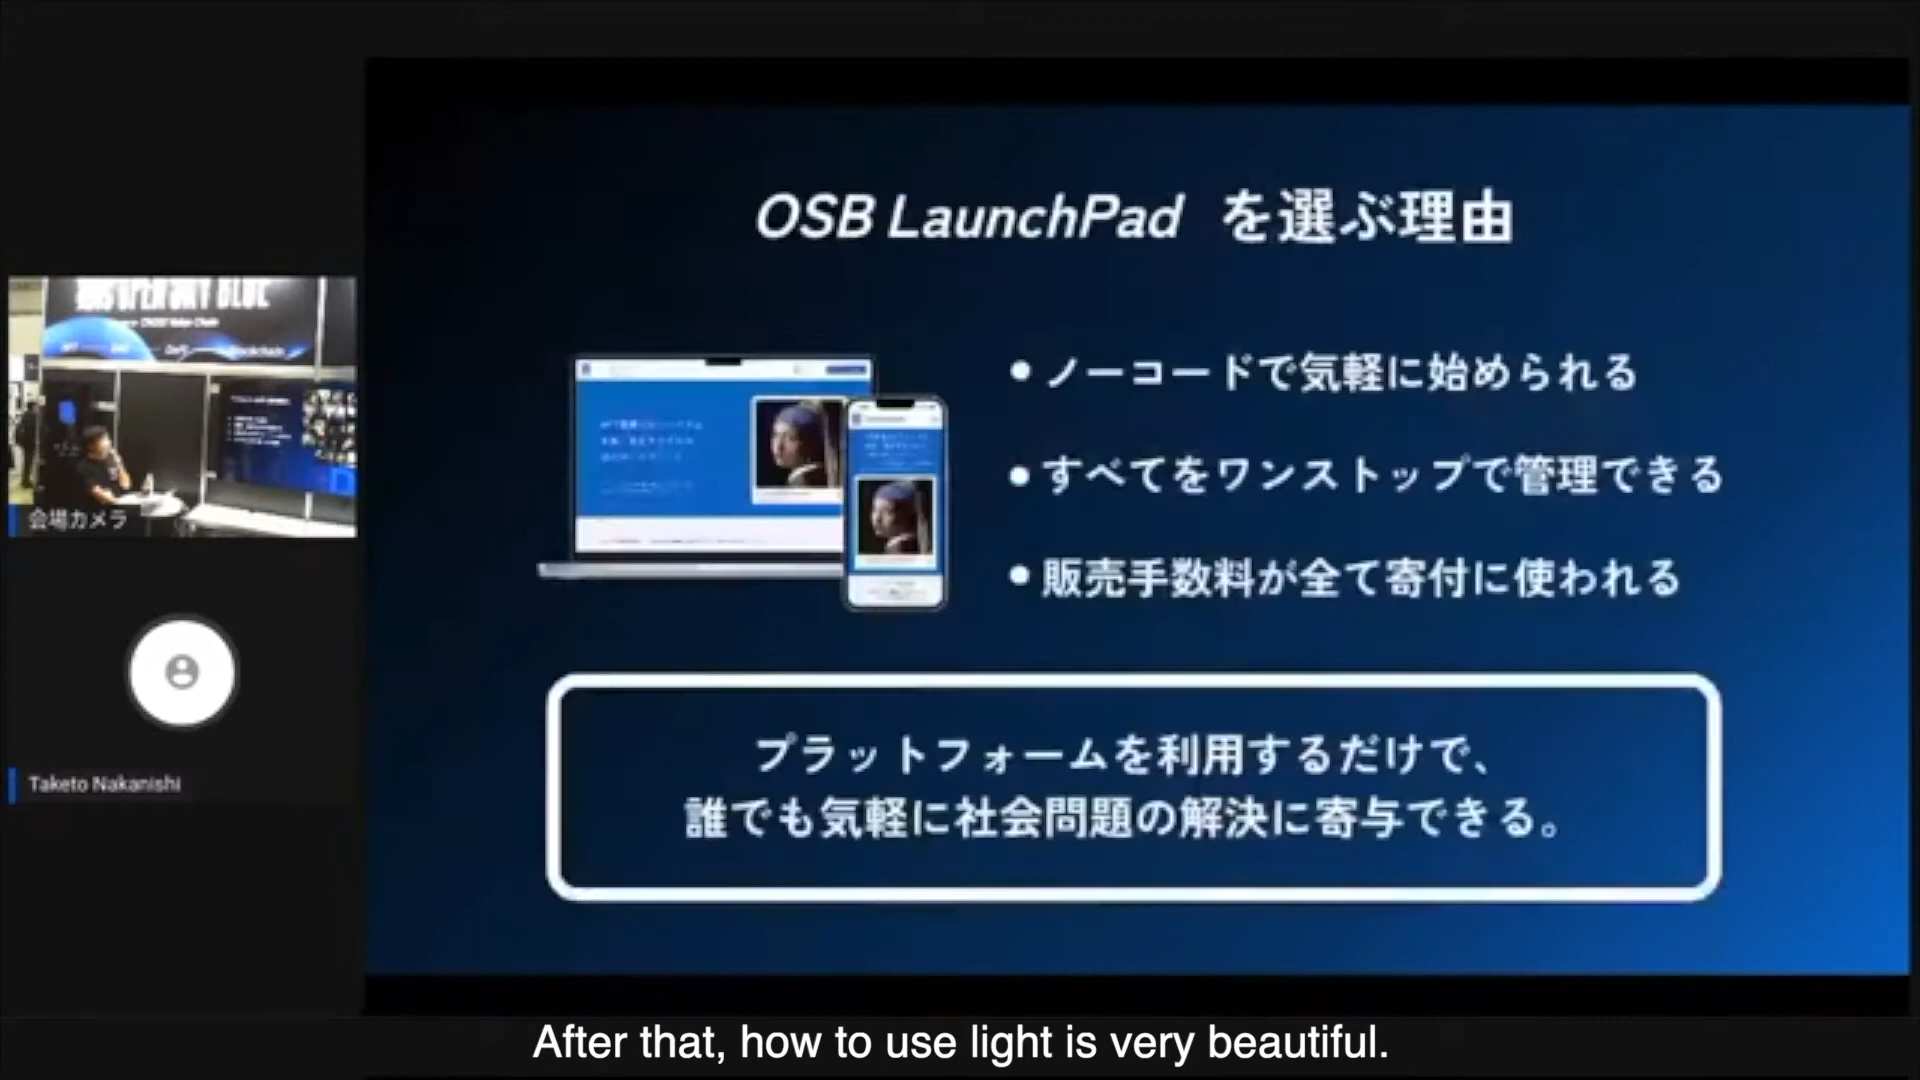 OSB LaunchPad を選ぶ理由
• ノーコードで気軽に始められる
• すべてをワンストップで管理できる
• 販売手数料が全て寄付に使われる
プラットフォームを利用するだけで、
誰でも気軽に社会問題の解決に寄与できる。
会場カメラ
Taketo Nakanishi
After that, how to use light is very beautiful.